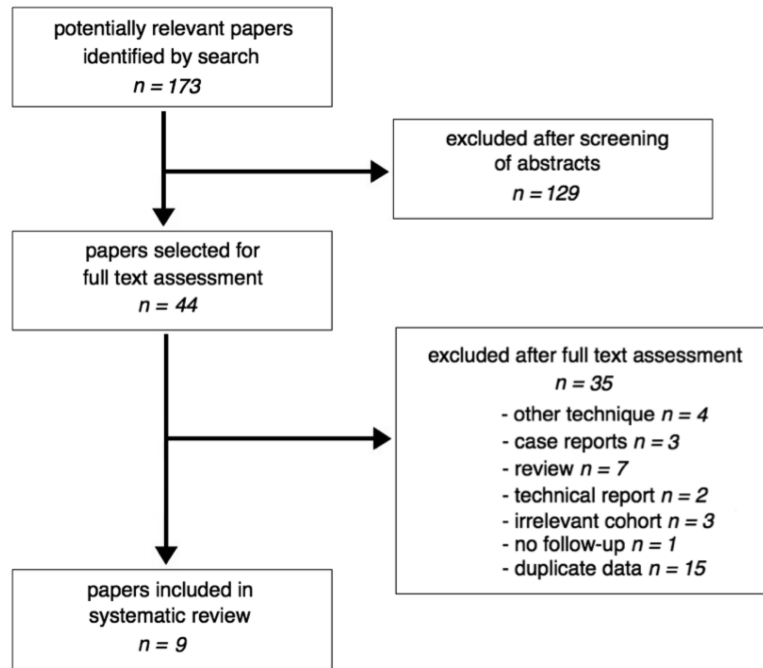 potentially relevant papers
identified by search
n = 173
excluded after screening
of abstracts
n = 129
papers selected for
full text assessment
n = 44
excluded after full text assessment
n = 35
- other technique n = 4
- case reports n = 3
- review n = 7
- technical report n = 2
- irrelevant cohort n = 3
- no follow-up n = 1
- duplicate data n = 15
papers included in
systematic review
n = 9